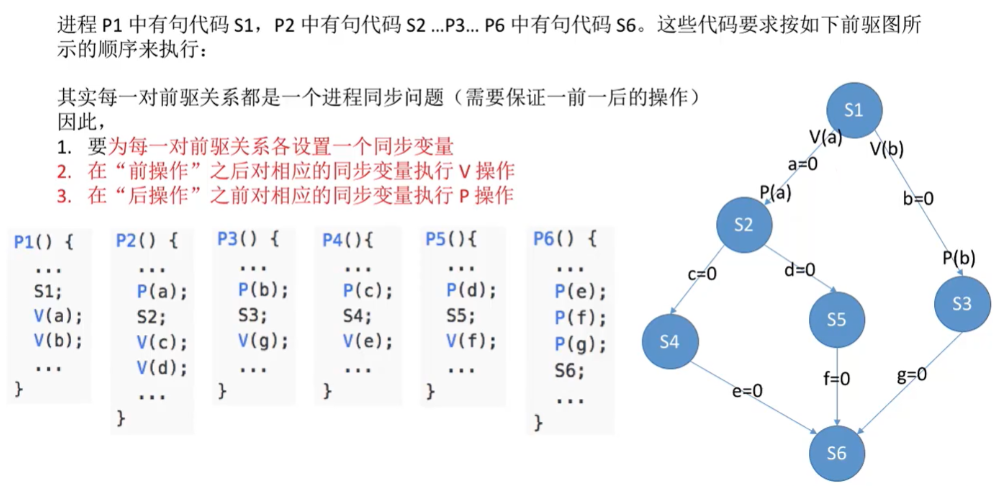 进程 P1 中有句代码 S1，P2 中有句代码 S2 ...P3... P6 中有句代码 S6。这些代码要求按如下前驱图所
示的顺序来执行：
其实每一对前驱关系都是一个进程同步问题（需要保证一前一后的操作）
因此，
1. 要为每一对前驱关系各设置一个同步变量
2. 在“前操作”之后对相应的同步变量执行 V 操作
3. 在“后操作”之前对相应的同步变量执行 P 操作
P1() {
...
S1;
V(a);
V(b);
...
}
P2() {
...
P(a);
S2;
V(c);
V(d);
...
}
P3() {
...
P(b);
S3;
V(g);
...
}
P4(){
...
P(c);
S4;
V(e);
...
}
P5(){
...
P(d);
S5;
V(f);
...
}
P6() {
...
P(e);
P(f);
P(g);
S6;
...
}
S1
V(a)
V(b)
a=0
P(a)
b=0
S2
P(b)
c=0
d=0
S3
S5
S4
f=0
g=0
e=0
S6